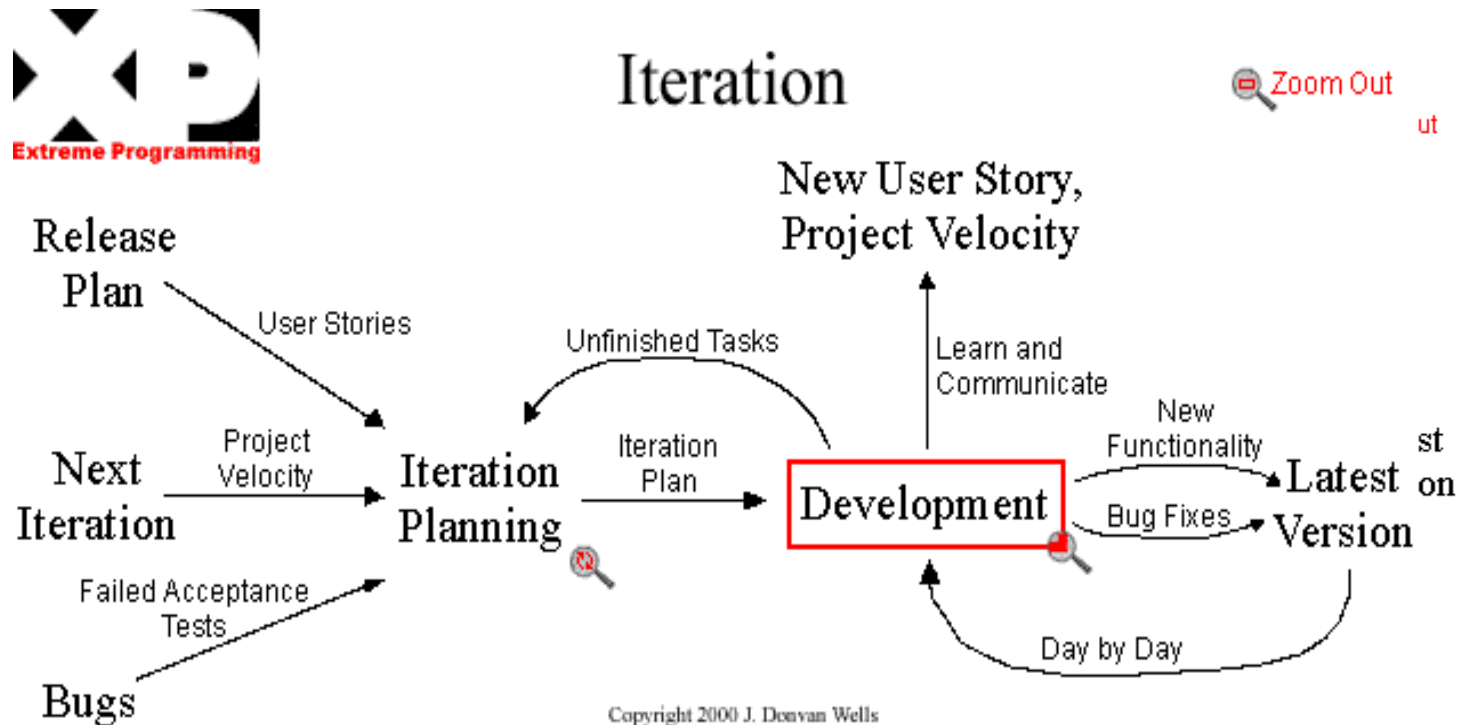 XP
Extreme Programming
Iteration
Zoom Out
ut
New User Story,
Project Velocity
Release
Plan
User Stories
Unfinished Tasks
Learn and
Communicate
New
Functionality
Project
Velocity
Iteration
Plan
Next
Iteration
Iteration
Planning
Development
Bug Fixes
Latest
Version
st
on
Failed Acceptance
Tests
Day by Day
Bugs
Copyright 2000 J. Donvan Wells